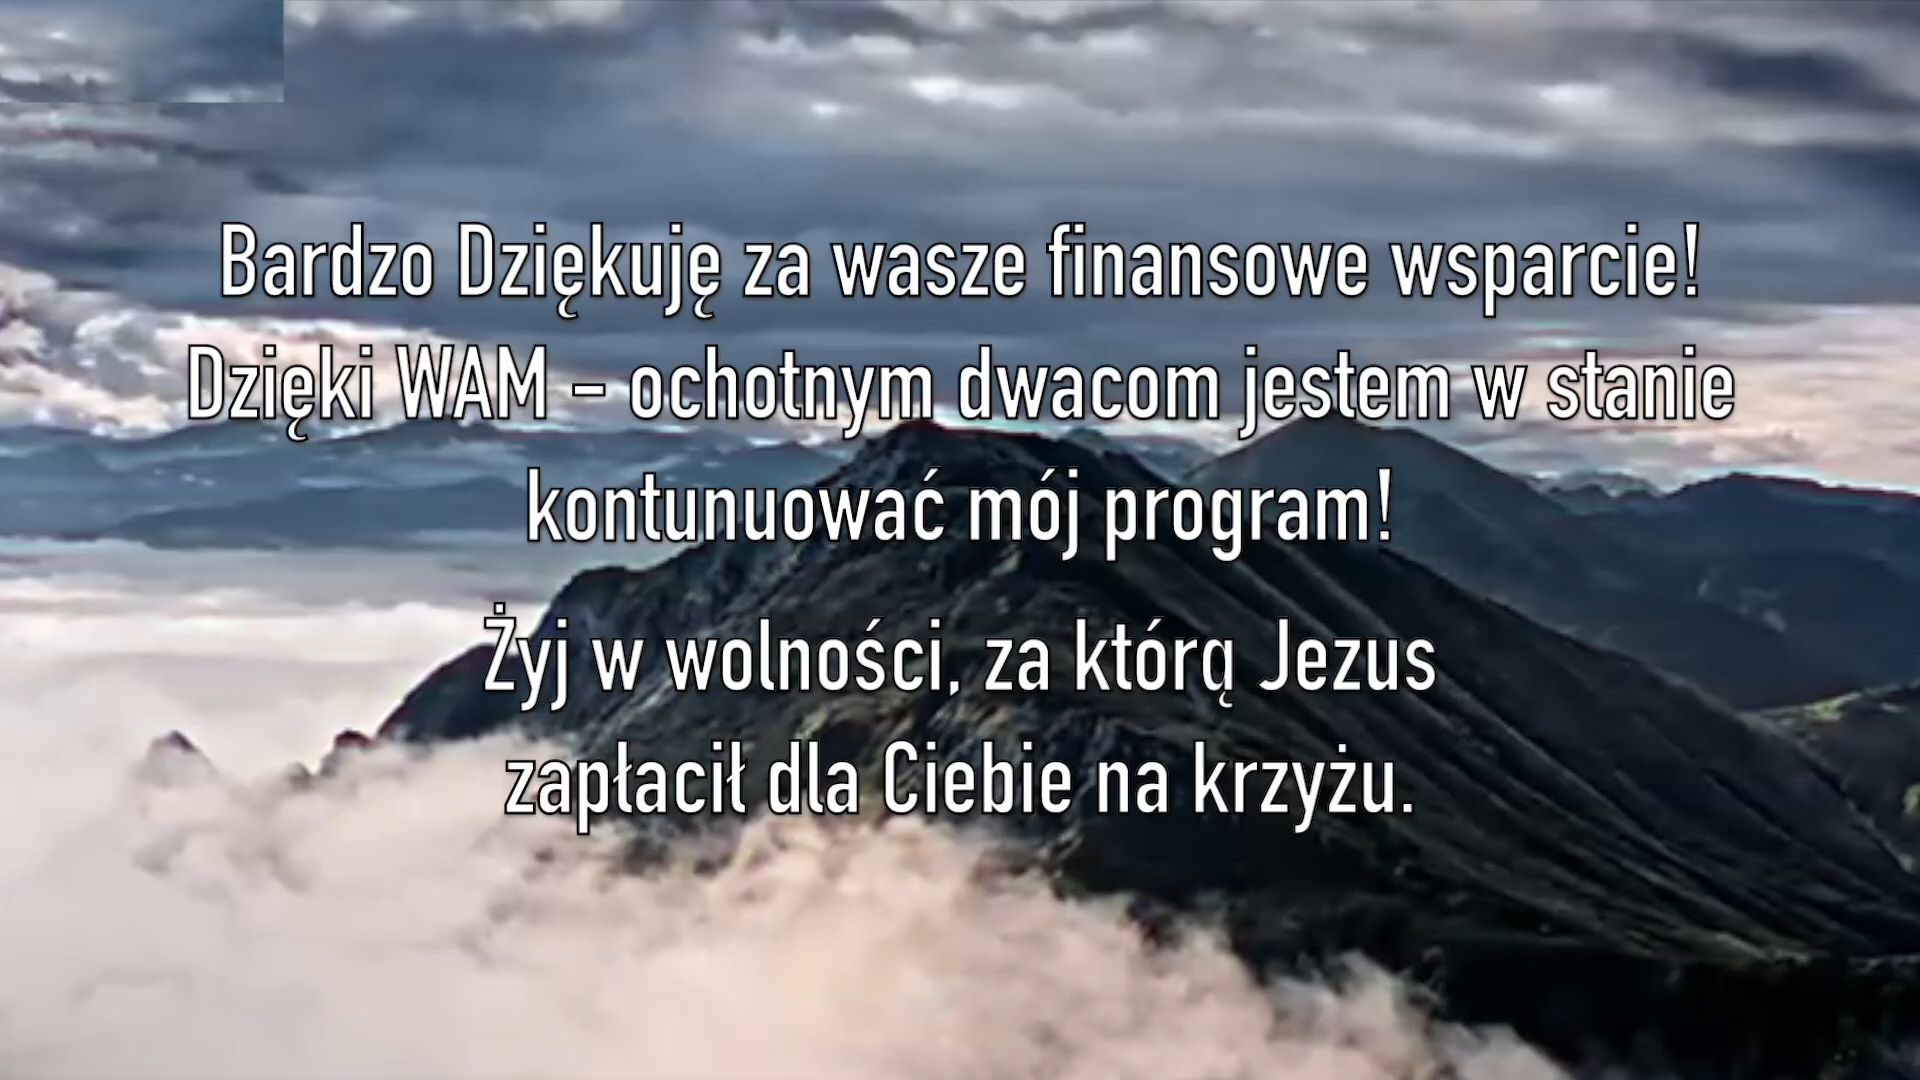 Bardzo Dziękuję za wasze finansowe wsparcie!
Dzięki WAM – ochotnym dwacom jestem w stanie
kontunuować mój program!
Żyj w wolności, za którą Jezus
zapłacił dla Ciebie na krzyżu.